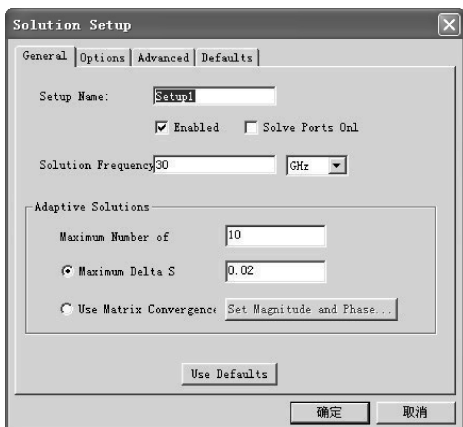 Solution Setup
General Options Advanced Defaults
Setup Name: Setup1
Enabled Solve Ports Onl
Solution Frequency 30 GHz
Adaptive Solutions
Maximum Number of 10
Maximum Delta S 0.02
Use Matrix Convergence Set Magnitude and Phase...
Use Defaults
确定 取消